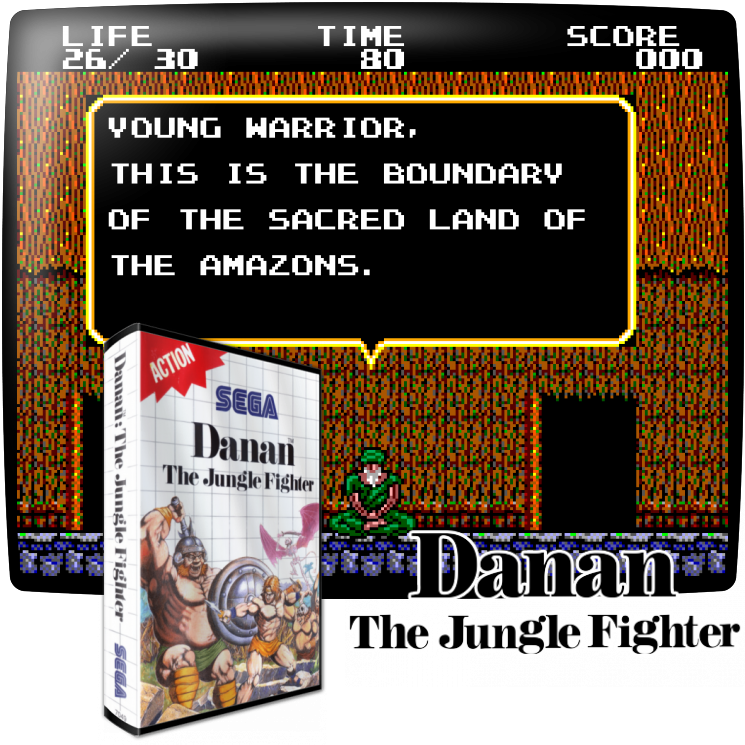 LIFE TIME SCORE
26/ 30 80 000
YOUNG WARRIOR,
THIS IS THE BOUNDARY
OF THE SACRED LAND OF
THE AMAZONS.
ACTION
SEGA
Danan™
The Jungle Fighter
Danan: The Jungle Fighter
SEGA
Danan
The Jungle Fighter